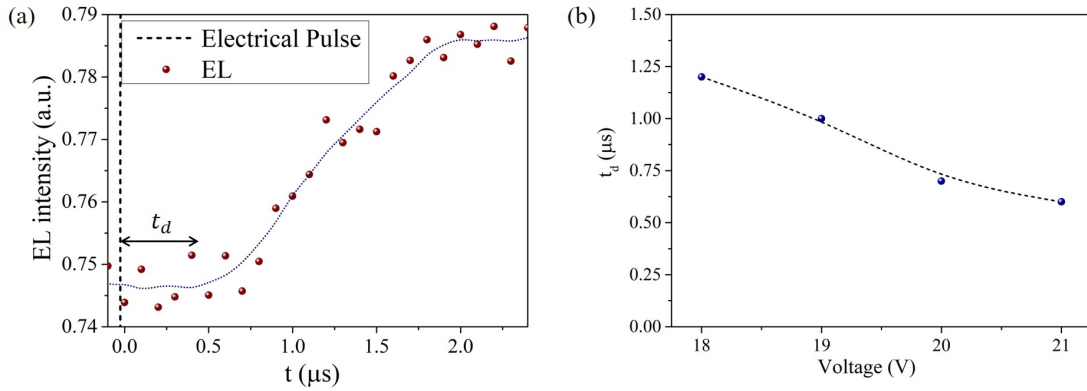 (a)
0.79
0.78
0.77
0.76
0.75
0.74
EL intensity (a.u.)
Electrical Pulse
EL
t_d
0.0
0.5
1.0
1.5
2.0
t (μs)
(b)
1.50
1.25
1.00
0.75
0.50
0.25
0.00
t_d (μs)
18
19
20
21
Voltage (V)